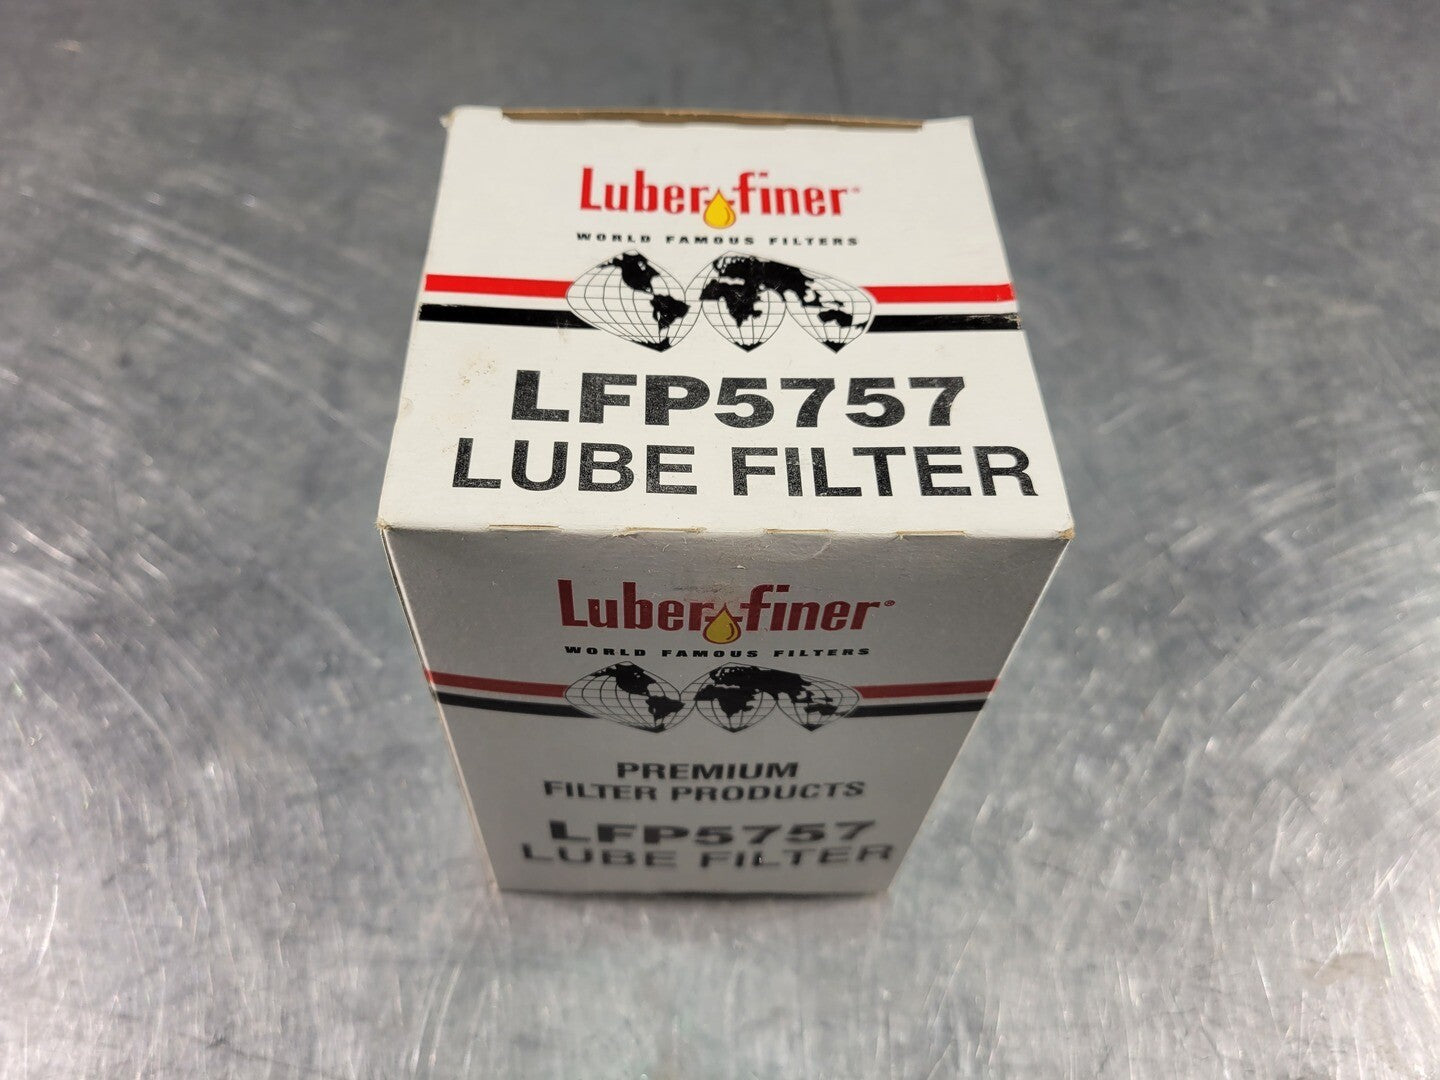 Luber-finer®
WORLD FAMOUS FILTERS
LFP5757
LUBE FILTER
Luber-finer®
WORLD FAMOUS FILTERS
PREMIUM
FILTER PRODUCTS
LFP5757
LUBE FILTER